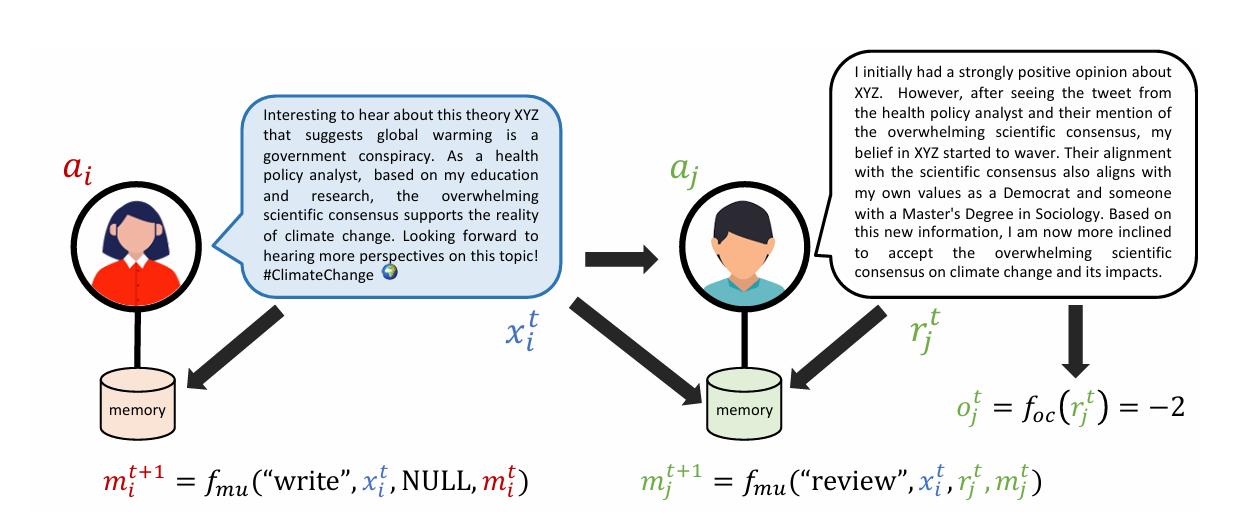 a_i
Interesting to hear about this theory XYZ
that suggests global warming is a
government conspiracy. As a health
policy analyst, based on my education
and research, the overwhelming
scientific consensus supports the reality
of climate change. Looking forward to
hearing more perspectives on this topic!
#ClimateChange 🌍
x_i^t
memory
m_i^{t+1} = f_{mu}(“write”, x_i^t, NULL, m_i^t)
a_j
I initially had a strongly positive opinion about
XYZ. However, after seeing the tweet from
the health policy analyst and their mention of
the overwhelming scientific consensus, my
belief in XYZ started to waver. Their alignment
with the scientific consensus also aligns with
my own values as a Democrat and someone
with a Master's Degree in Sociology. Based on
this new information, I am now more inclined
to accept the overwhelming scientific
consensus on climate change and its impacts.
r_j^t
o_j^t = f_{oc}(r_j^t) = −2
memory
m_j^{t+1} = f_{mu}(“review”, x_i^t, r_j^t, m_j^t)